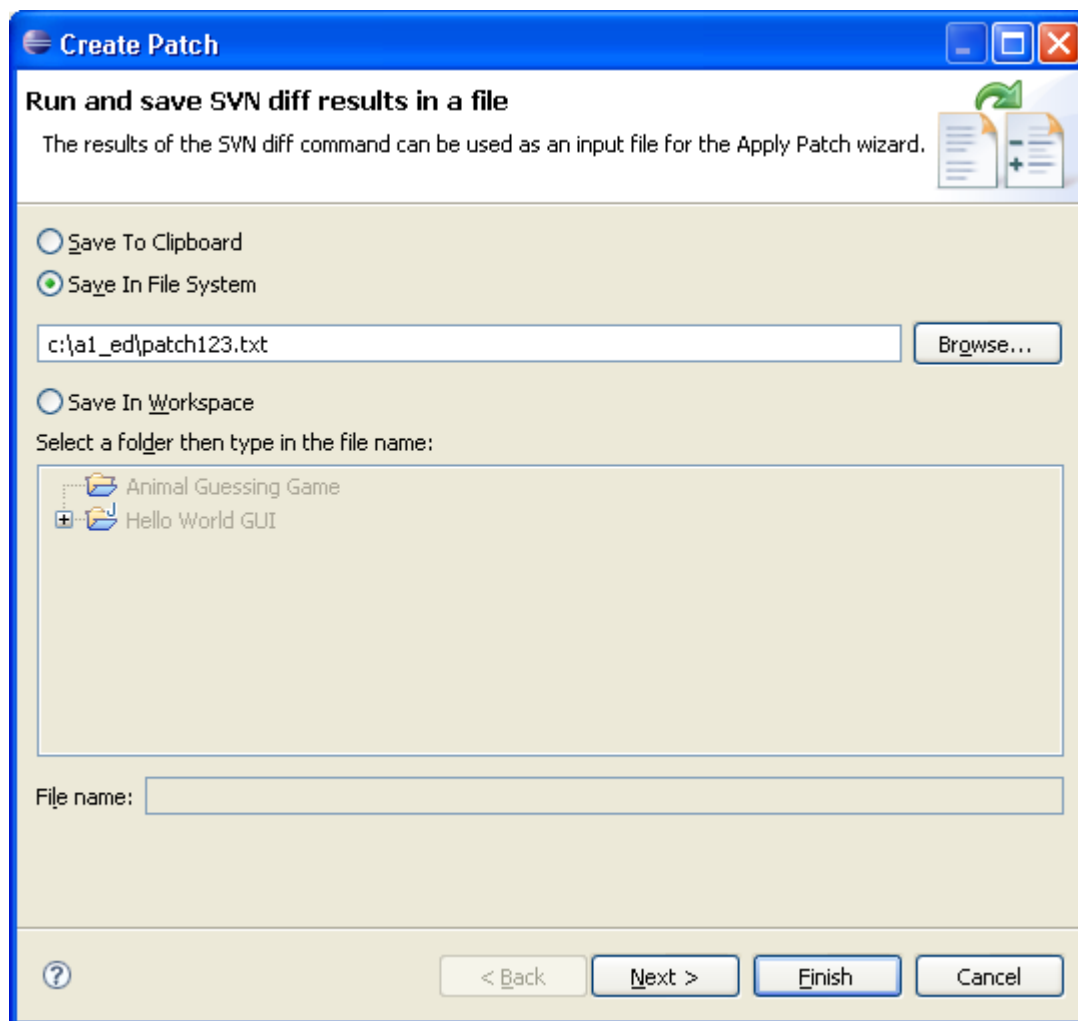 Create Patch
Run and save SVN diff results in a file
The results of the SVN diff command can be used as an input file for the Apply Patch wizard.
Save To Clipboard
Save In File System
c:\a1_ed\patch123.txt
Browse...
Save In Workspace
Select a folder then type in the file name:
Animal Guessing Game
Hello World GUI
File name:
< Back
Next >
Finish
Cancel